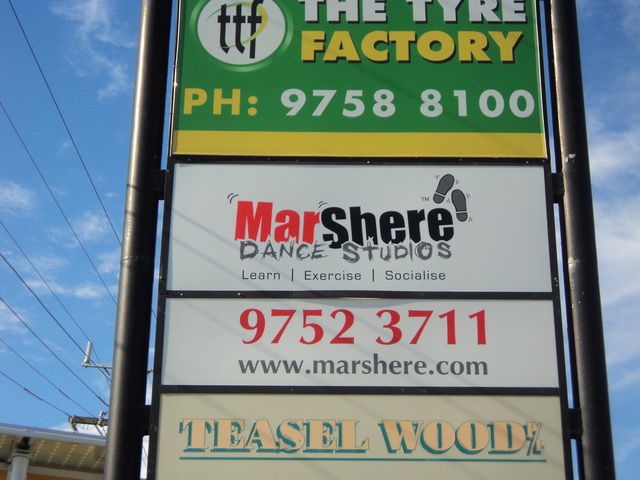 ttf
THE TYRE
FACTORY
PH: 9758 8100
MarShere™
DANCE STUDIOS
Learn | Exercise | Socialise
9752 3711
www.marshere.com
TEASEL WOOD